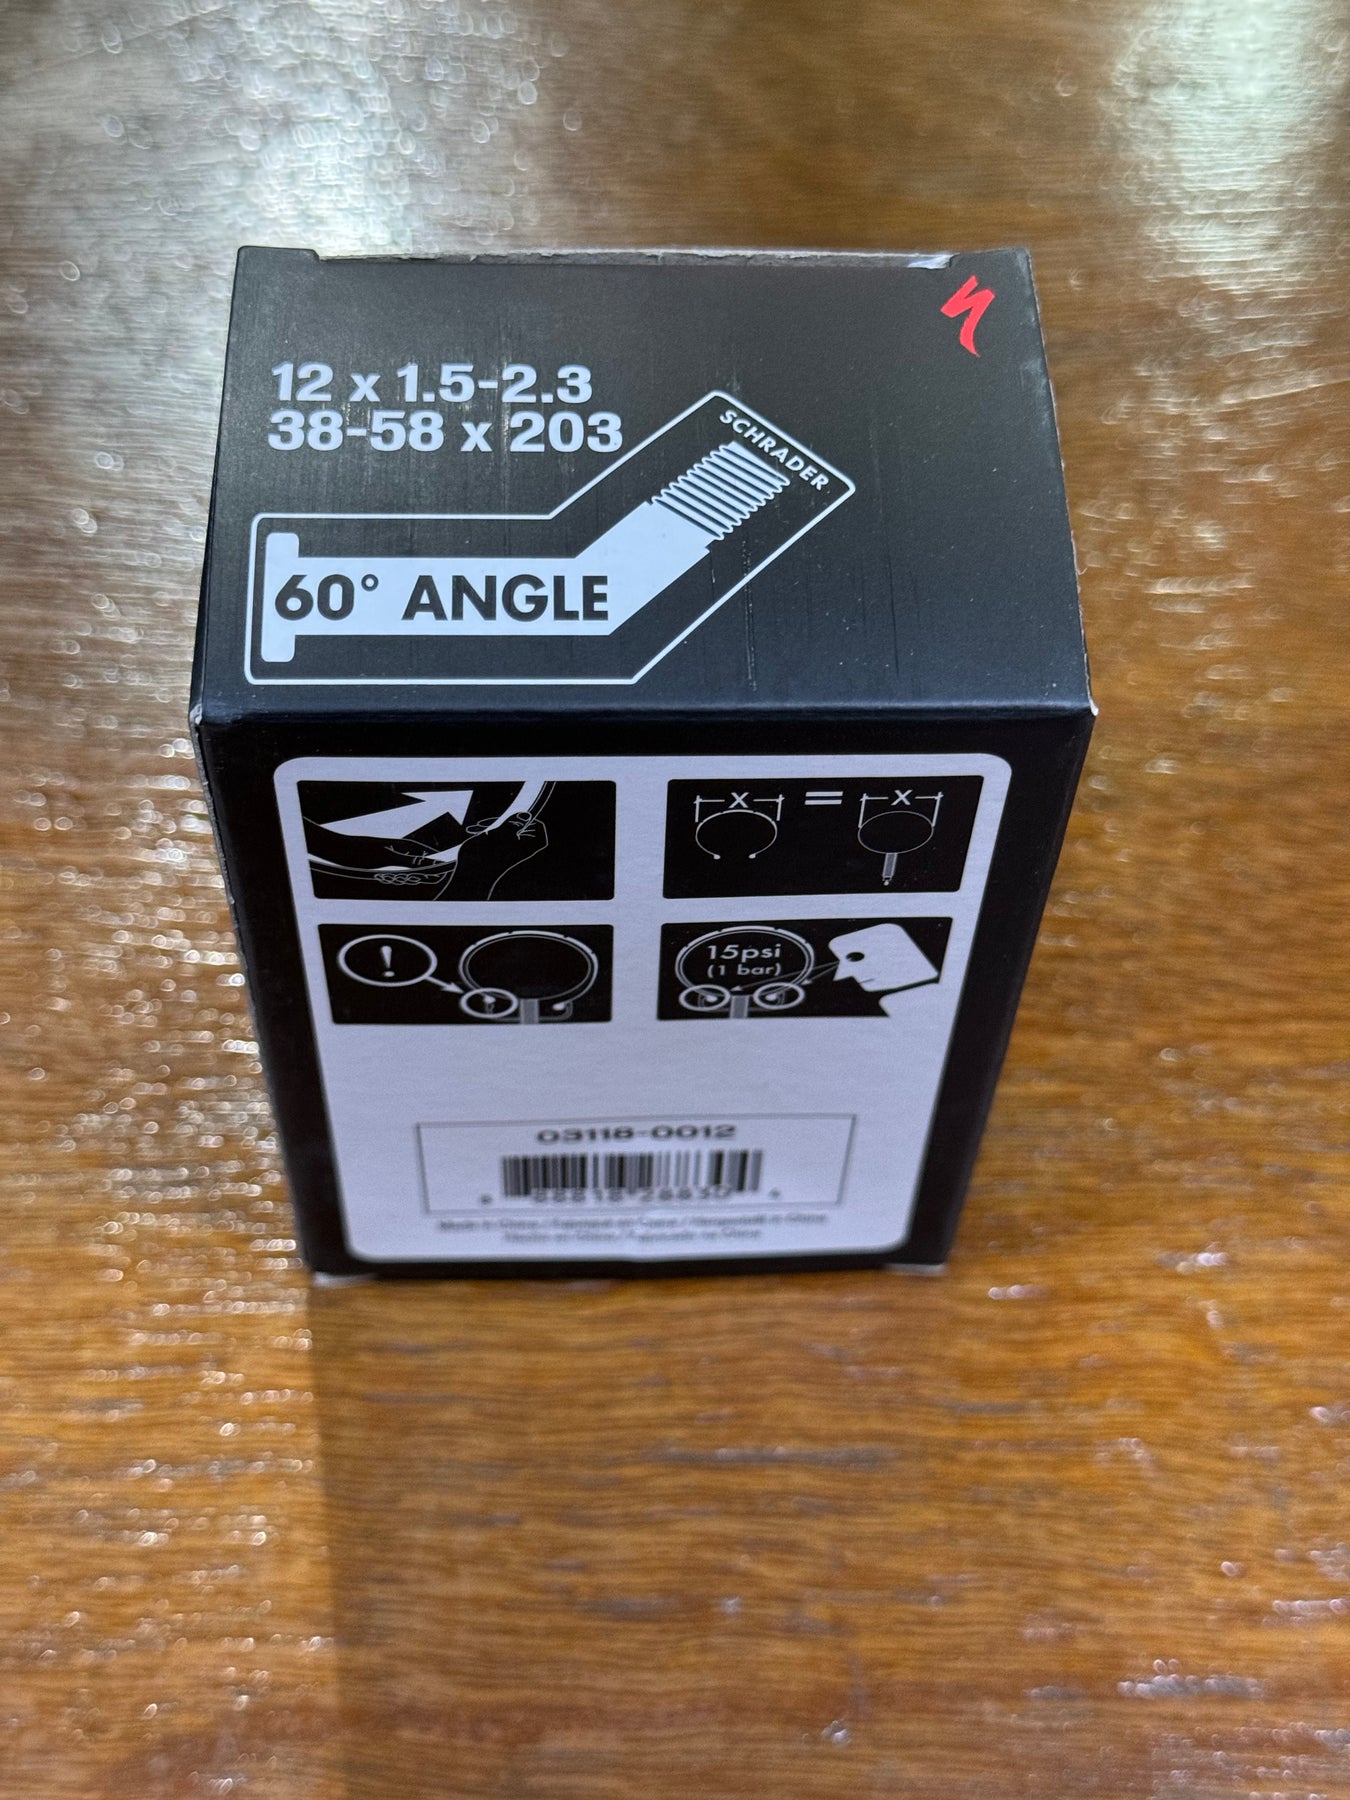 12 x 1.5-2.3
38-58 x 203
SCHRADER
60° ANGLE
X = X
!
15psi
(1 bar)
03118-0012